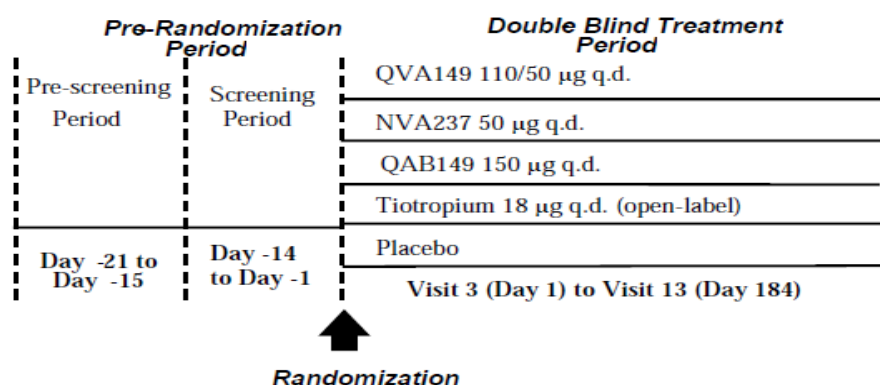 Pre-Randomization
Period
Double Blind Treatment
Period
Pre-screening
Period
Screening
Period
QVA149 110/50 µg q.d.
NVA237 50 µg q.d.
QAB149 150 µg q.d.
Tiotropium 18 µg q.d. (open-label)
Placebo
Day -21 to
Day -15
Day -14
to Day -1
Visit 3 (Day 1) to Visit 13 (Day 184)
Randomization